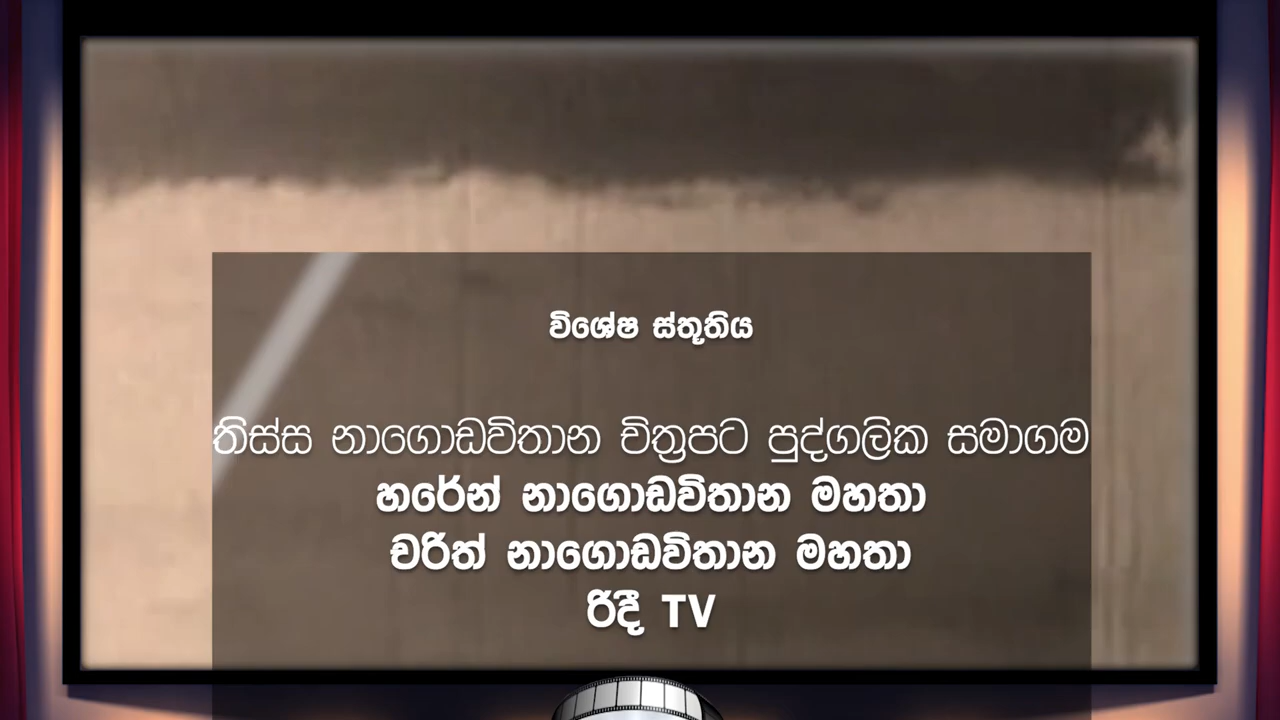 විශේෂ ස්තූතිය
තිස්ස නාගොඩවිතාන චිත්‍රපට පුද්ගලික සමාගම
හරේන් නාගොඩවිතාන මහතා
චරිත් නාගොඩවිතාන මහතා
රිදී TV